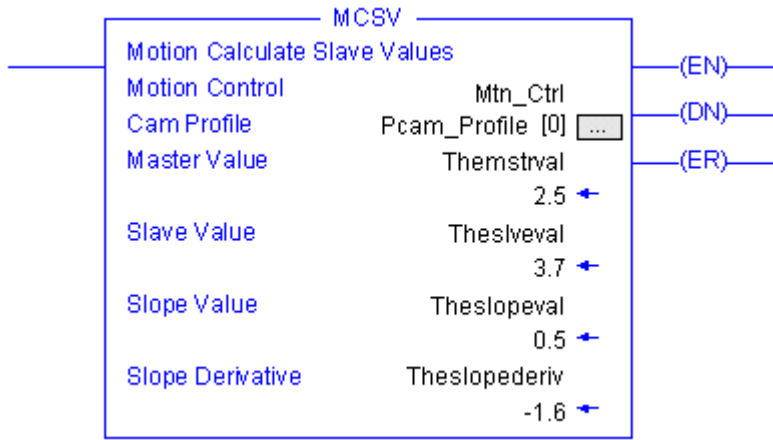 MCSV
Motion Calculate Slave Values
(EN)
Motion Control Mtn_Ctrl
Cam Profile Pcam_Profile [0] ...
(DN)
Master Value Themstrval
(ER)
2.5
Slave Value Theslveval
3.7
Slope Value Theslopeval
0.5
Slope Derivative Theslopederiv
-1.6